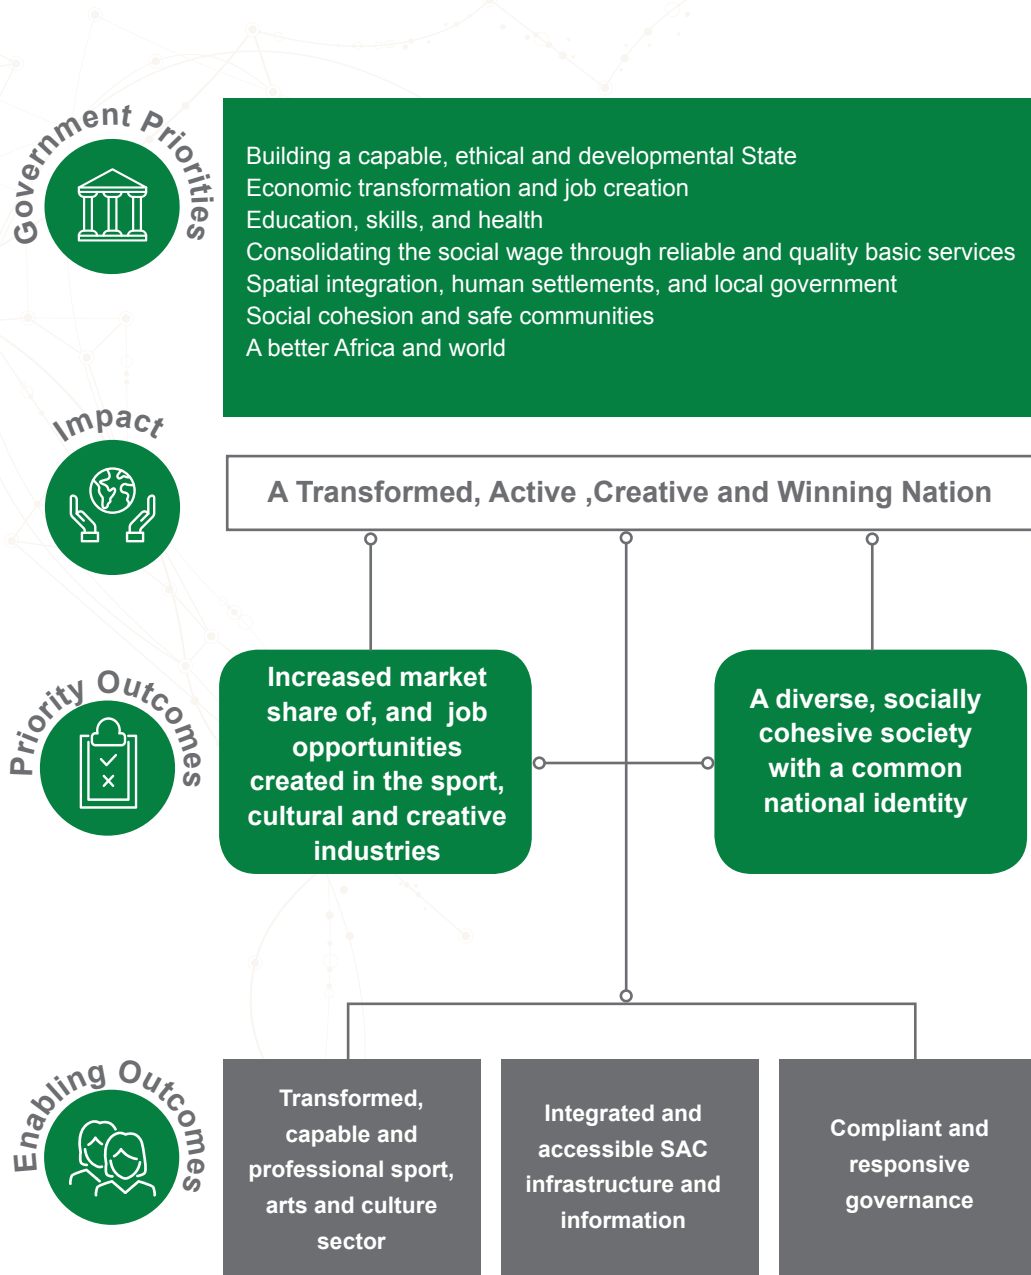 Government Priorities
Building a capable, ethical and developmental State
Economic transformation and job creation
Education, skills, and health
Consolidating the social wage through reliable and quality basic services
Spatial integration, human settlements, and local government
Social cohesion and safe communities
A better Africa and world
Impact
A Transformed, Active ,Creative and Winning Nation
Priority Outcomes
Increased market
share of, and  job
opportunities
created in the sport,
cultural and creative
industries
A diverse, socially
cohesive society
with a common
national identity
Enabling Outcomes
Transformed,
capable and
professional sport,
arts and culture
sector
Integrated and
accessible SAC
infrastructure and
information
Compliant and
responsive
governance